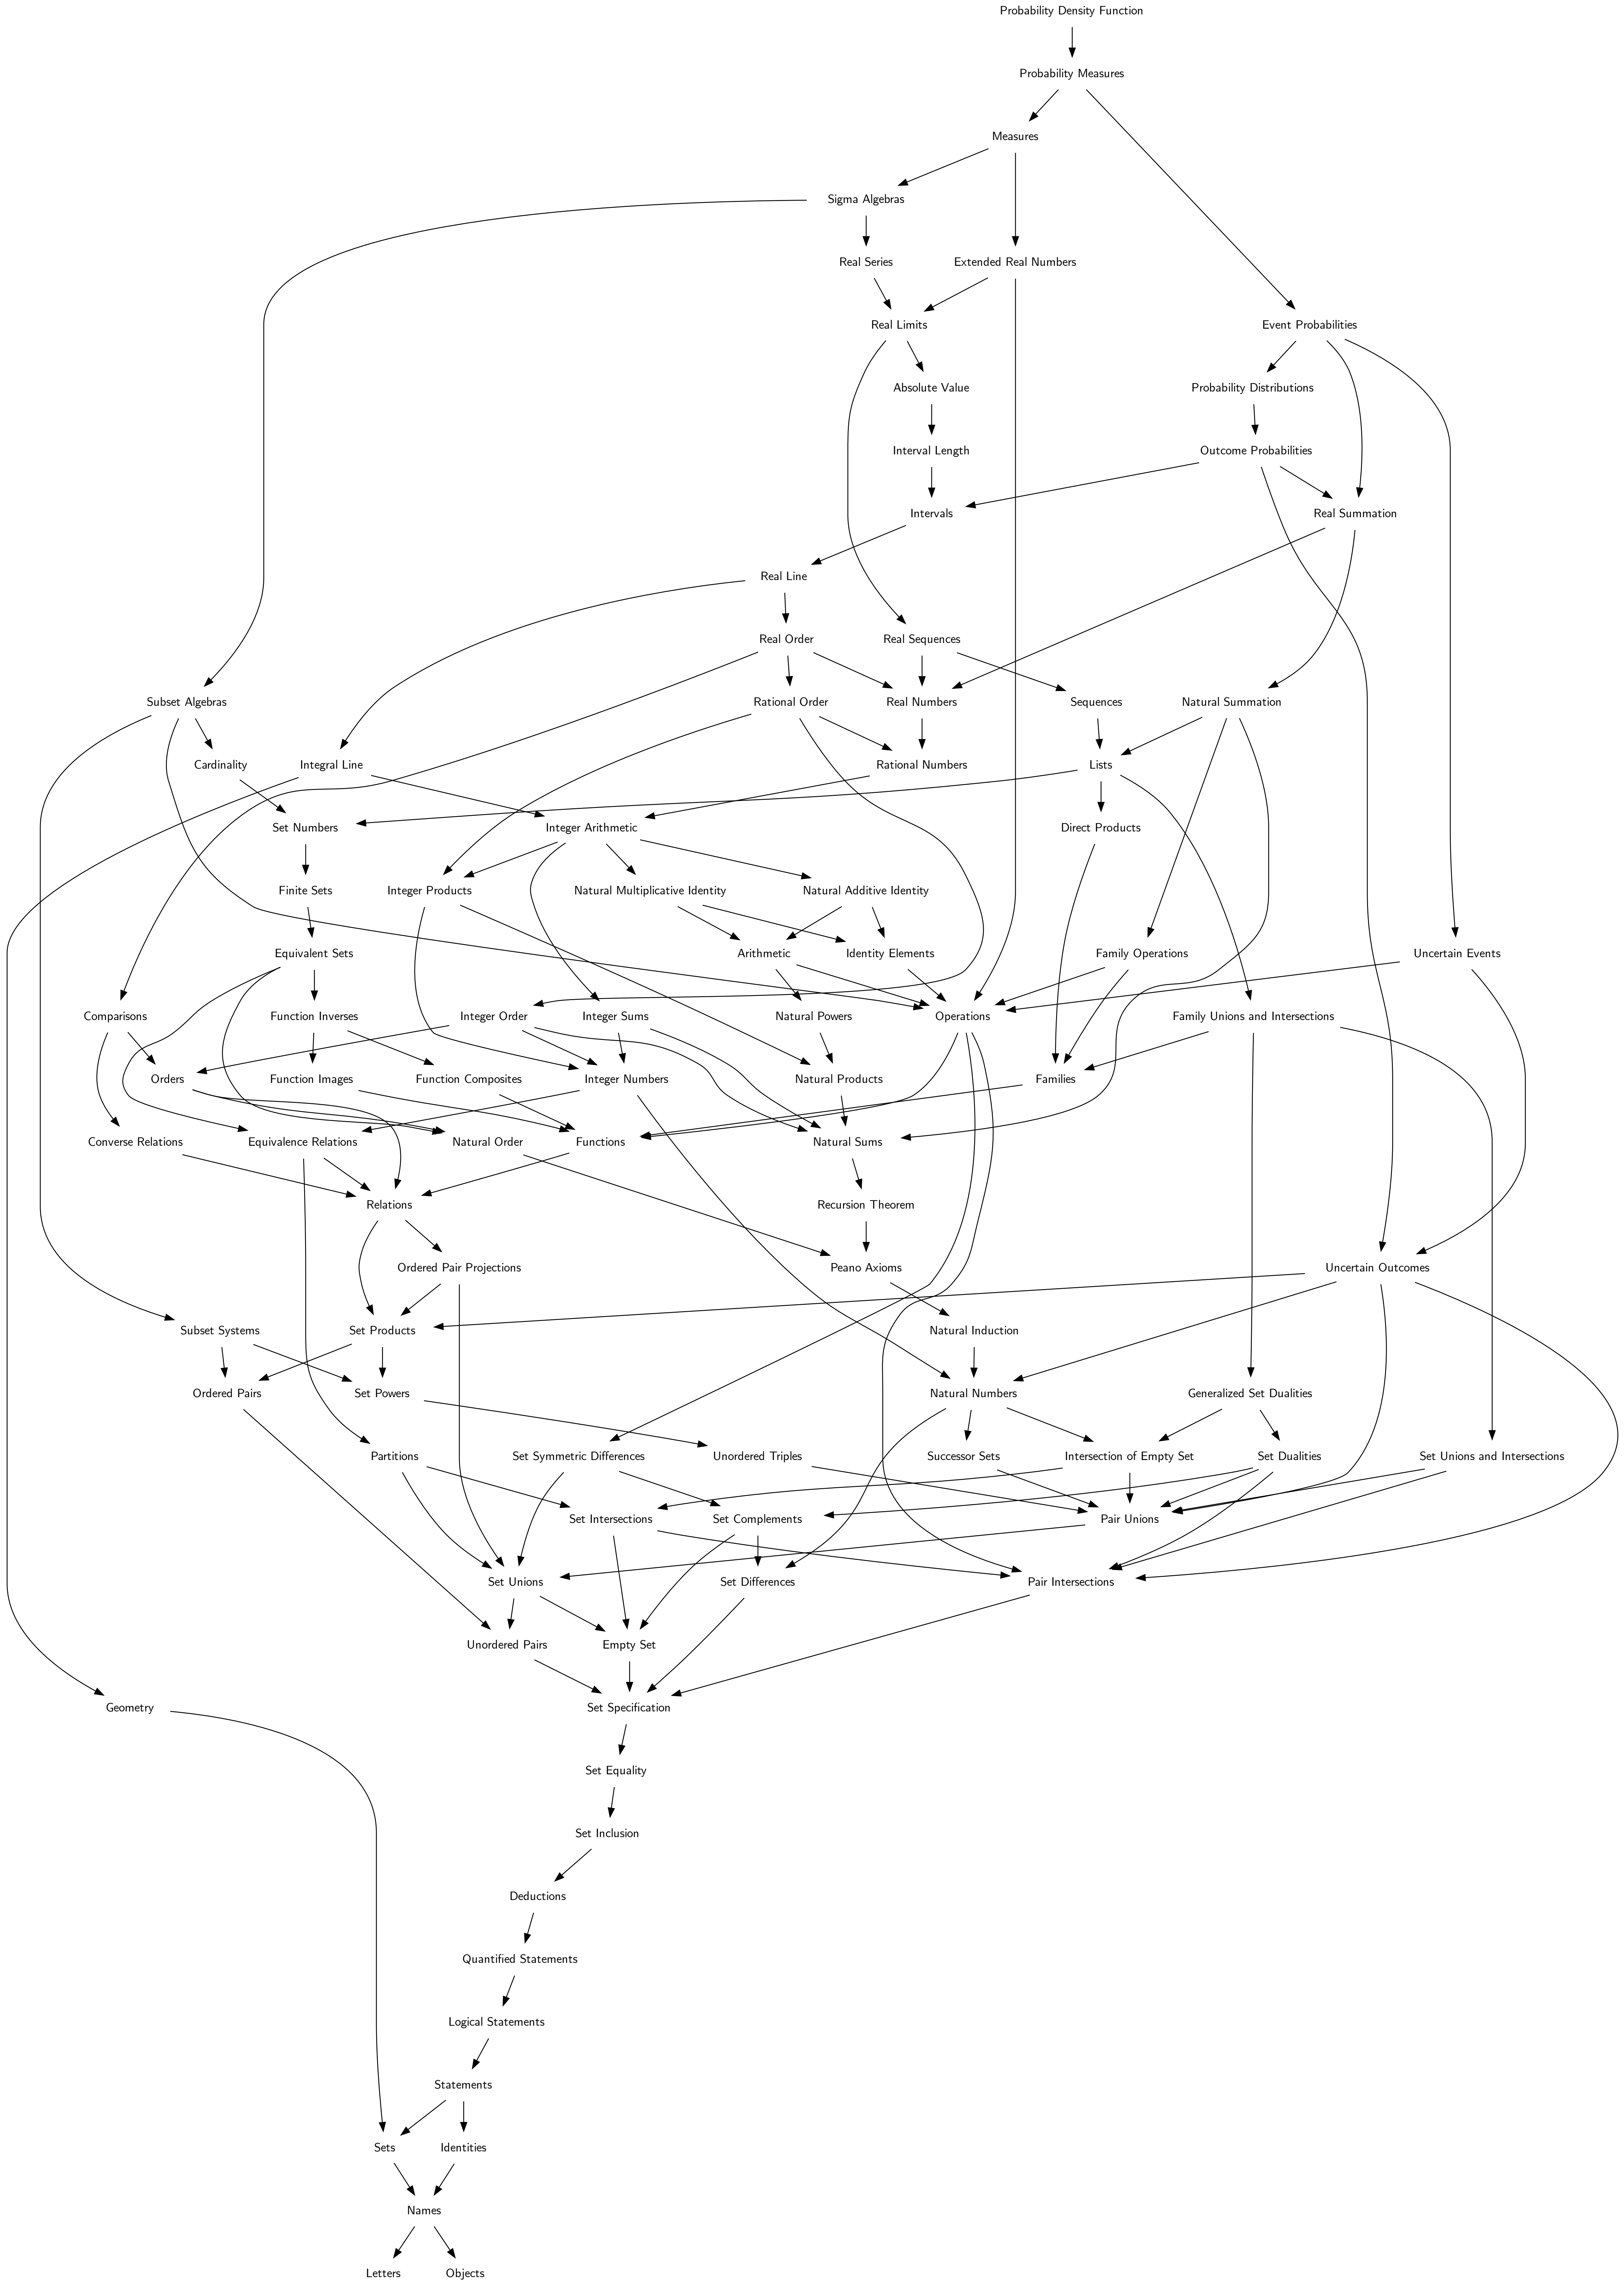 Probability Density Function
Probability Measures
Measures
Sigma Algebras
Real Series
Extended Real Numbers
Real Limits
Event Probabilities
Absolute Value
Probability Distributions
Interval Length
Outcome Probabilities
Intervals
Real Summation
Real Line
Real Order
Real Sequences
Subset Algebras
Rational Order
Real Numbers
Sequences
Natural Summation
Cardinality
Integral Line
Rational Numbers
Lists
Set Numbers
Integer Arithmetic
Direct Products
Finite Sets
Integer Products
Natural Multiplicative Identity
Natural Additive Identity
Equivalent Sets
Arithmetic
Identity Elements
Family Operations
Uncertain Events
Comparisons
Function Inverses
Integer Order
Integer Sums
Natural Powers
Operations
Family Unions and Intersections
Orders
Function Images
Function Composites
Integer Numbers
Natural Products
Families
Converse Relations
Equivalence Relations
Natural Order
Functions
Natural Sums
Relations
Recursion Theorem
Ordered Pair Projections
Peano Axioms
Uncertain Outcomes
Subset Systems
Set Products
Natural Induction
Ordered Pairs
Set Powers
Natural Numbers
Generalized Set Dualities
Partitions
Set Symmetric Differences
Unordered Triples
Successor Sets
Intersection of Empty Set
Set Dualities
Set Unions and Intersections
Set Intersections
Set Complements
Pair Unions
Set Unions
Set Differences
Pair Intersections
Unordered Pairs
Empty Set
Geometry
Set Specification
Set Equality
Set Inclusion
Deductions
Quantified Statements
Logical Statements
Statements
Sets
Identities
Names
Letters
Objects